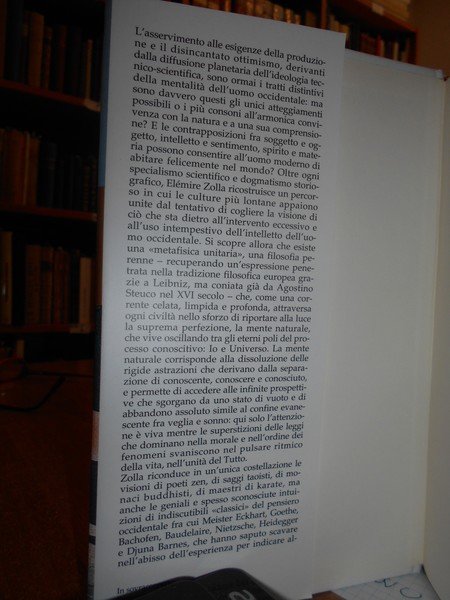 L'asservimento alle esigenze della produzio-
ne e il disincantato ottimismo, derivanti
dalla diffusione planetaria dell'ideologia tec-
nico-scientifica, sono ormai i tratti distintivi
della mentalità dell'uomo occidentale: ma
sono davvero questi gli unici atteggiamenti
possibili o i più consoni all'armonica convi-
venza con la natura e a una sua comprensio-
ne? E le contrapposizioni fra soggetto e og-
getto, intelletto e sentimento, spirito e mate-
ria possono consentire all'uomo moderno di
abitare felicemente nel mondo? Oltre ogni
specialismo scientifico e dogmatismo storio-
grafico, Elémire Zolla ricostruisce un percor-
so in cui le culture più lontane appaiono
unite dal tentativo di cogliere la visione di
ciò che sta dietro all'intervento eccessivo e
all'uso intempestivo dell'intelletto dell'uo-
mo occidentale. Si scopre allora che esiste
una «metafisica unitaria», una filosofia pe-
renne – recuperando un'espressione pene-
trata nella tradizione filosofica europea gra-
zie a Leibniz, ma coniata già da Agostino
Steuco nel XVI secolo – che, come una cor-
rente celata, limpida e profonda, attraversa
ogni civiltà nello sforzo di riportare alla luce
la suprema perfezione, la mente naturale,
che vive oscillando tra gli eterni poli del pro-
cesso conoscitivo: Io e Universo. La mente
naturale corrisponde alla dissoluzione delle
rigide astrazioni che derivano dalla separa-
zione di conoscente, conoscere e conosciuto,
e permette di accedere alle infinite prospetti-
ve che sgorgano da uno stato di vuoto e di
abbandono assoluto simile al confine evane-
scente fra veglia e sonno: qui solo l'attenzio-
ne è viva mentre le superstizioni delle leggi
che dominano nella morale e nell'ordine dei
fenomeni svaniscono nel pulsare ritmico
della vita, nell'unità del Tutto.
Zolla riconduce in un'unica costellazione le
visioni di poeti zen, di saggi taoisti, di mo-
naci buddhisti, di maestri di karate, ma
anche le geniali e spesso sconosciute intui-
zioni di indiscutibili «classici» del pensiero
occidentale fra cui Meister Eckhart, Goethe,
Bachofen, Baudelaire, Nietzsche, Heidegger
e Djuna Barnes, che hanno saputo scavare
nell'abisso dell'esperienza per indicare al-